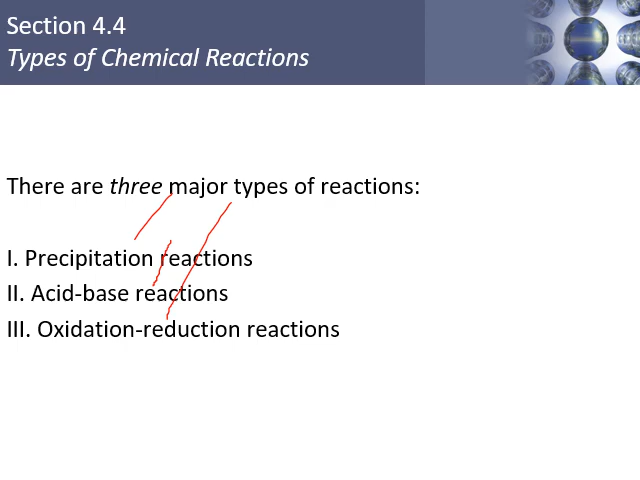 Section 4.4
Types of Chemical Reactions
There are three major types of reactions:
I. Precipitation reactions
II. Acid-base reactions
III. Oxidation-reduction reactions